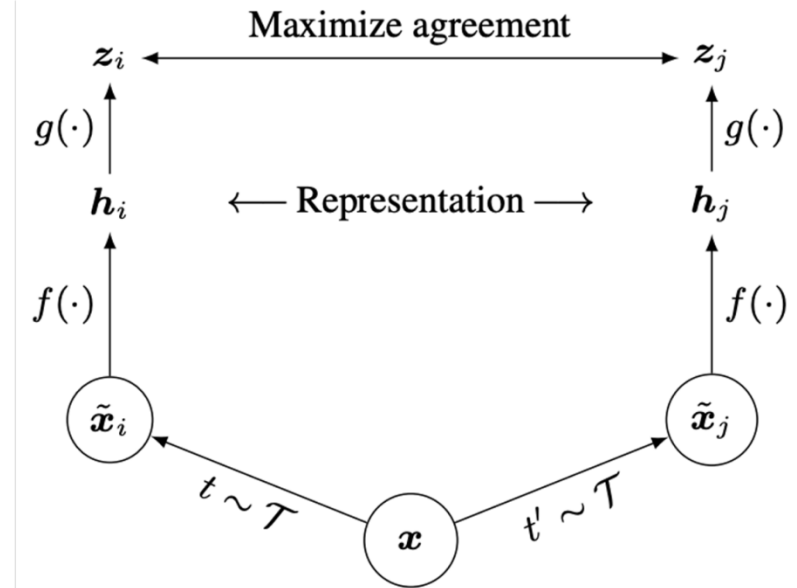 Maximize agreement
z_i z_j
g(·) g(·)
h_i ← Representation → h_j
f(·) f(·)
x̃_i x̃_j
t ~ 𝒯 t′ ~ 𝒯
x